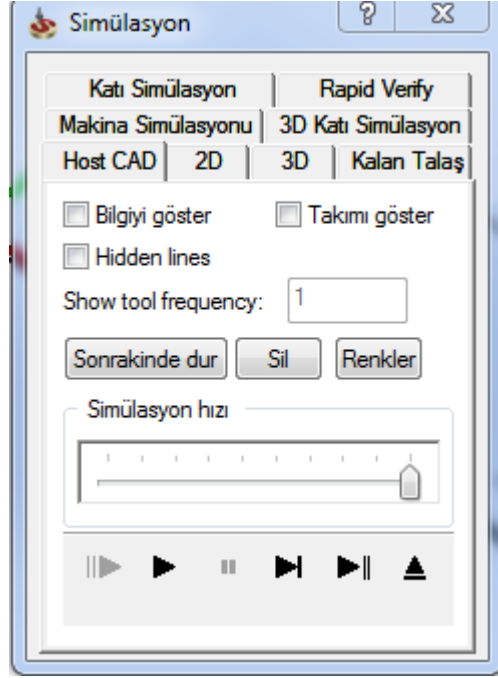 Simülasyon
Katı Simülasyon Rapid Verify
Makina Simülasyonu 3D Katı Simülasyon
Host CAD 2D 3D Kalan Talaş
Bilgiyi göster Takımı göster
Hidden lines
Show tool frequency: 1
Sonrakinde dur Sil Renkler
Simülasyon hızı